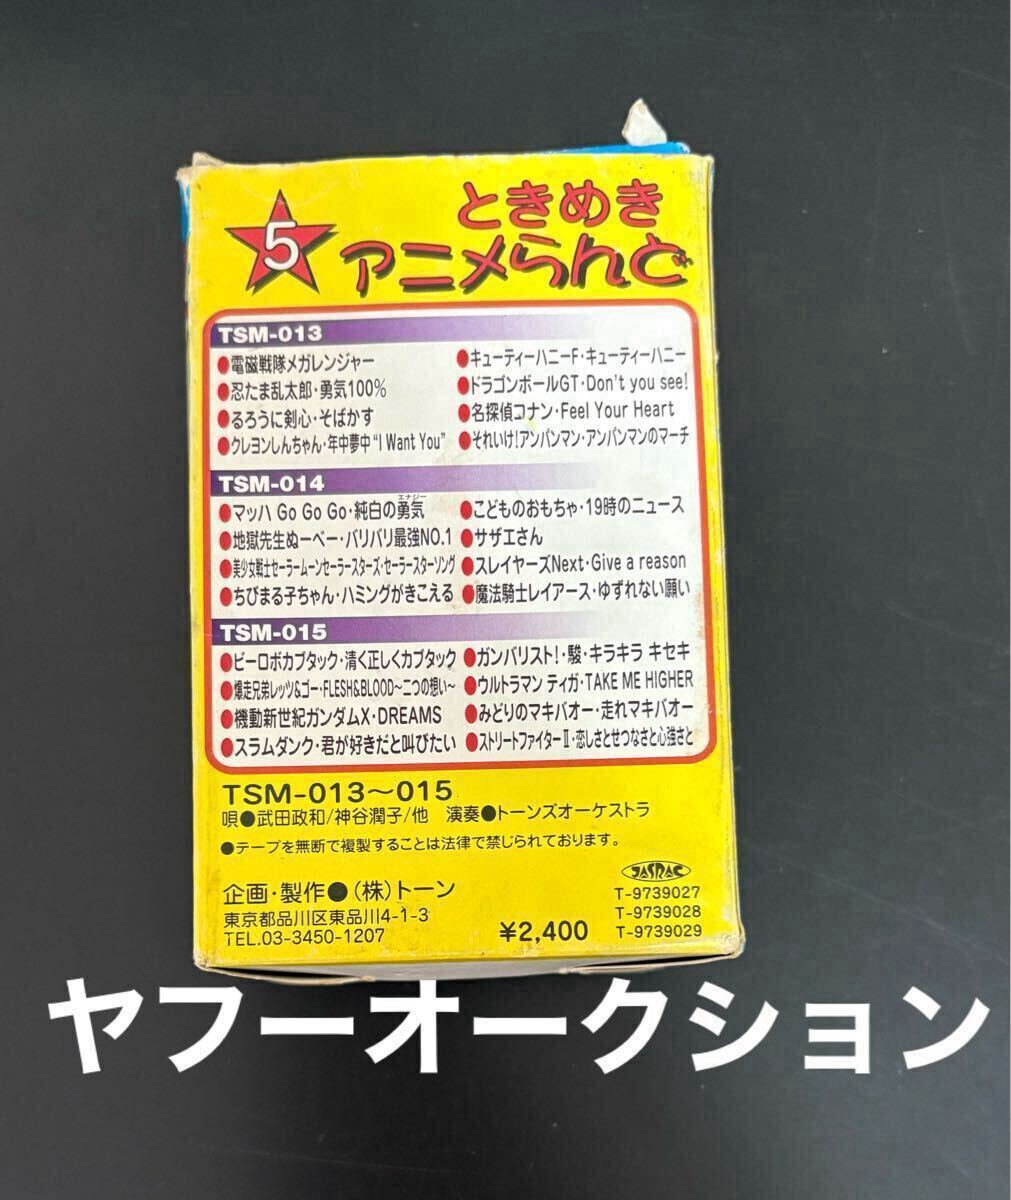 5
ときめき
アニメらんど
TSM-013
●電磁戦隊メガレンジャー
●忍たま乱太郎・勇気100%
●るろうに剣心・そばかす
●クレヨンしんちゃん・年中夢中“I Want You”
●キューティーハニーF・キューティーハニー
●ドラゴンボールGT・Don't you see!
●名探偵コナン・Feel Your Heart
●それいけ!アンパンマン・アンパンマンのマーチ
TSM-014
エナジー
●マッハ Go Go Go・純白の勇気
●地獄先生ぬーべー・バリバリ最強NO.1
●美少女戦士セーラームーンセーラースターズ・セーラースターソング
●ちびまる子ちゃん・ハミングがきこえる
●こどものおもちゃ・19時のニュース
●サザエさん
●スレイヤーズNext・Give a reason
●魔法騎士レイアース・ゆずれない願い
TSM-015
●ビーロボカブタック・清く正しくカブタック
●爆走兄弟レッツ&ゴー・FLESH&BLOOD〜二つの想い〜
●機動新世紀ガンダムX・DREAMS
●スラムダンク・君が好きだと叫びたい
●ガンバリスト!・駿・キラキラ キセキ
●ウルトラマン ティガ・TAKE ME HIGHER
●みどりのマキバオー・走れマキバオー
●ストリートファイターⅡ・恋しさとせつなさと心強さと
TSM-013〜015
唄●武田政和/神谷潤子/他 演奏●トーンズオーケストラ
●テープを無断で複製することは法律で禁じられております。
企画・製作●(株)トーン
東京都品川区東品川4-1-3
TEL.03-3450-1207
¥2,400
JASRAC
T-9739027
T-9739028
T-9739029
ヤフーオークション